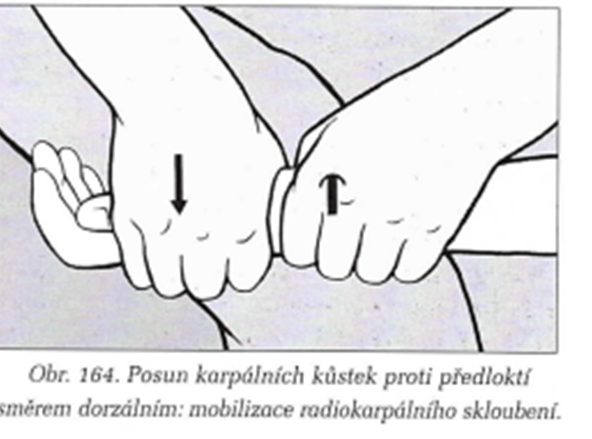 Obr. 164. Posun karpálních kůstek proti předloktí
směrem dorzálním: mobilizace radiokarpálního skloubení.